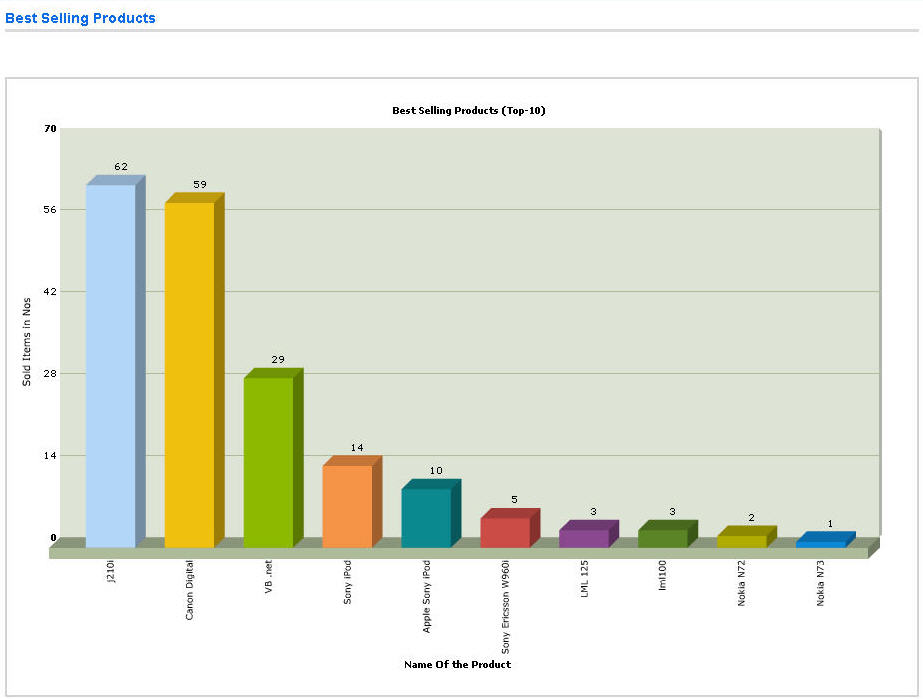 Best Selling Products
Best Selling Products (Top-10)
70
56
42
28
14
0
Sold Items in Nos
62
59
29
14
10
5
3
3
2
1
J210i
Canon Digital
VB .net
Sony iPod
Apple Sony iPod
Sony Ericsson W960i
LML 125
lml100
Nokia N72
Nokia N73
Name Of the Product